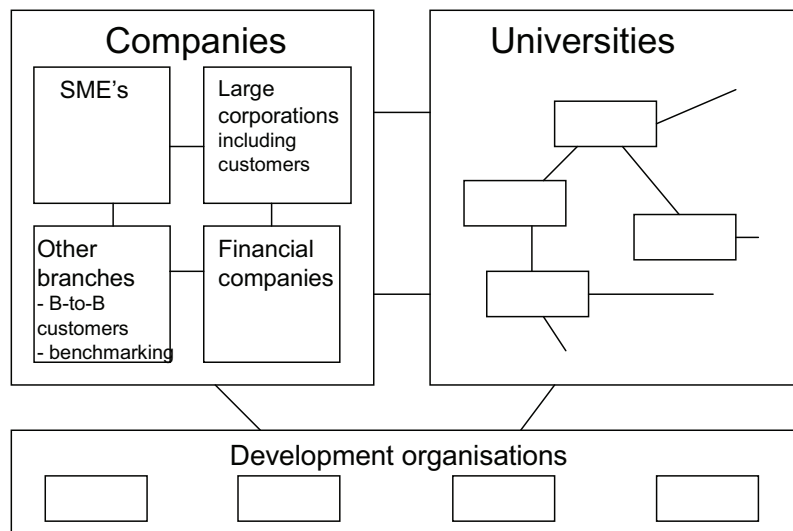 Companies
SME's
Large
corporations
including
customers
Other
branches
- B-to-B
customers
- benchmarking
Financial
companies
Universities
Development organisations